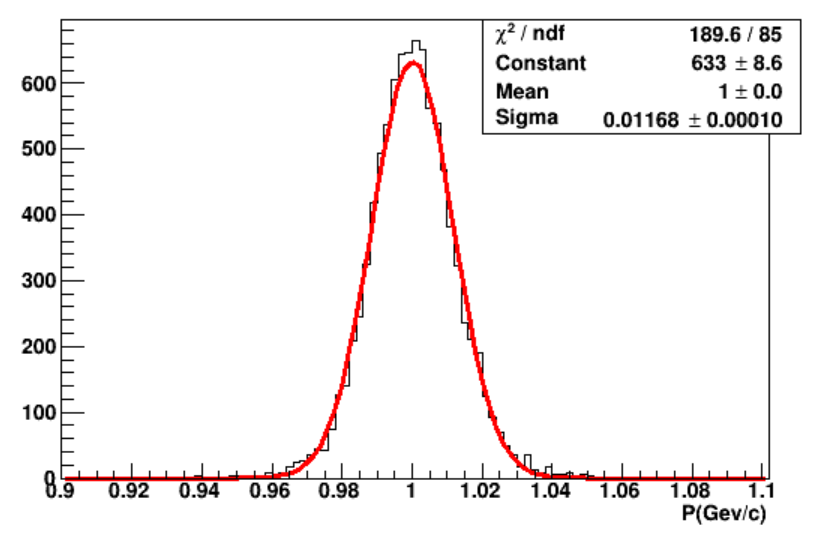 χ² / ndf 189.6 / 85
Constant 633 ± 8.6
Mean 1 ± 0.0
Sigma 0.01168 ± 0.00010
600
500
400
300
200
100
0
0.9 0.92 0.94 0.96 0.98 1 1.02 1.04 1.06 1.08 1.1
P(Gev/c)